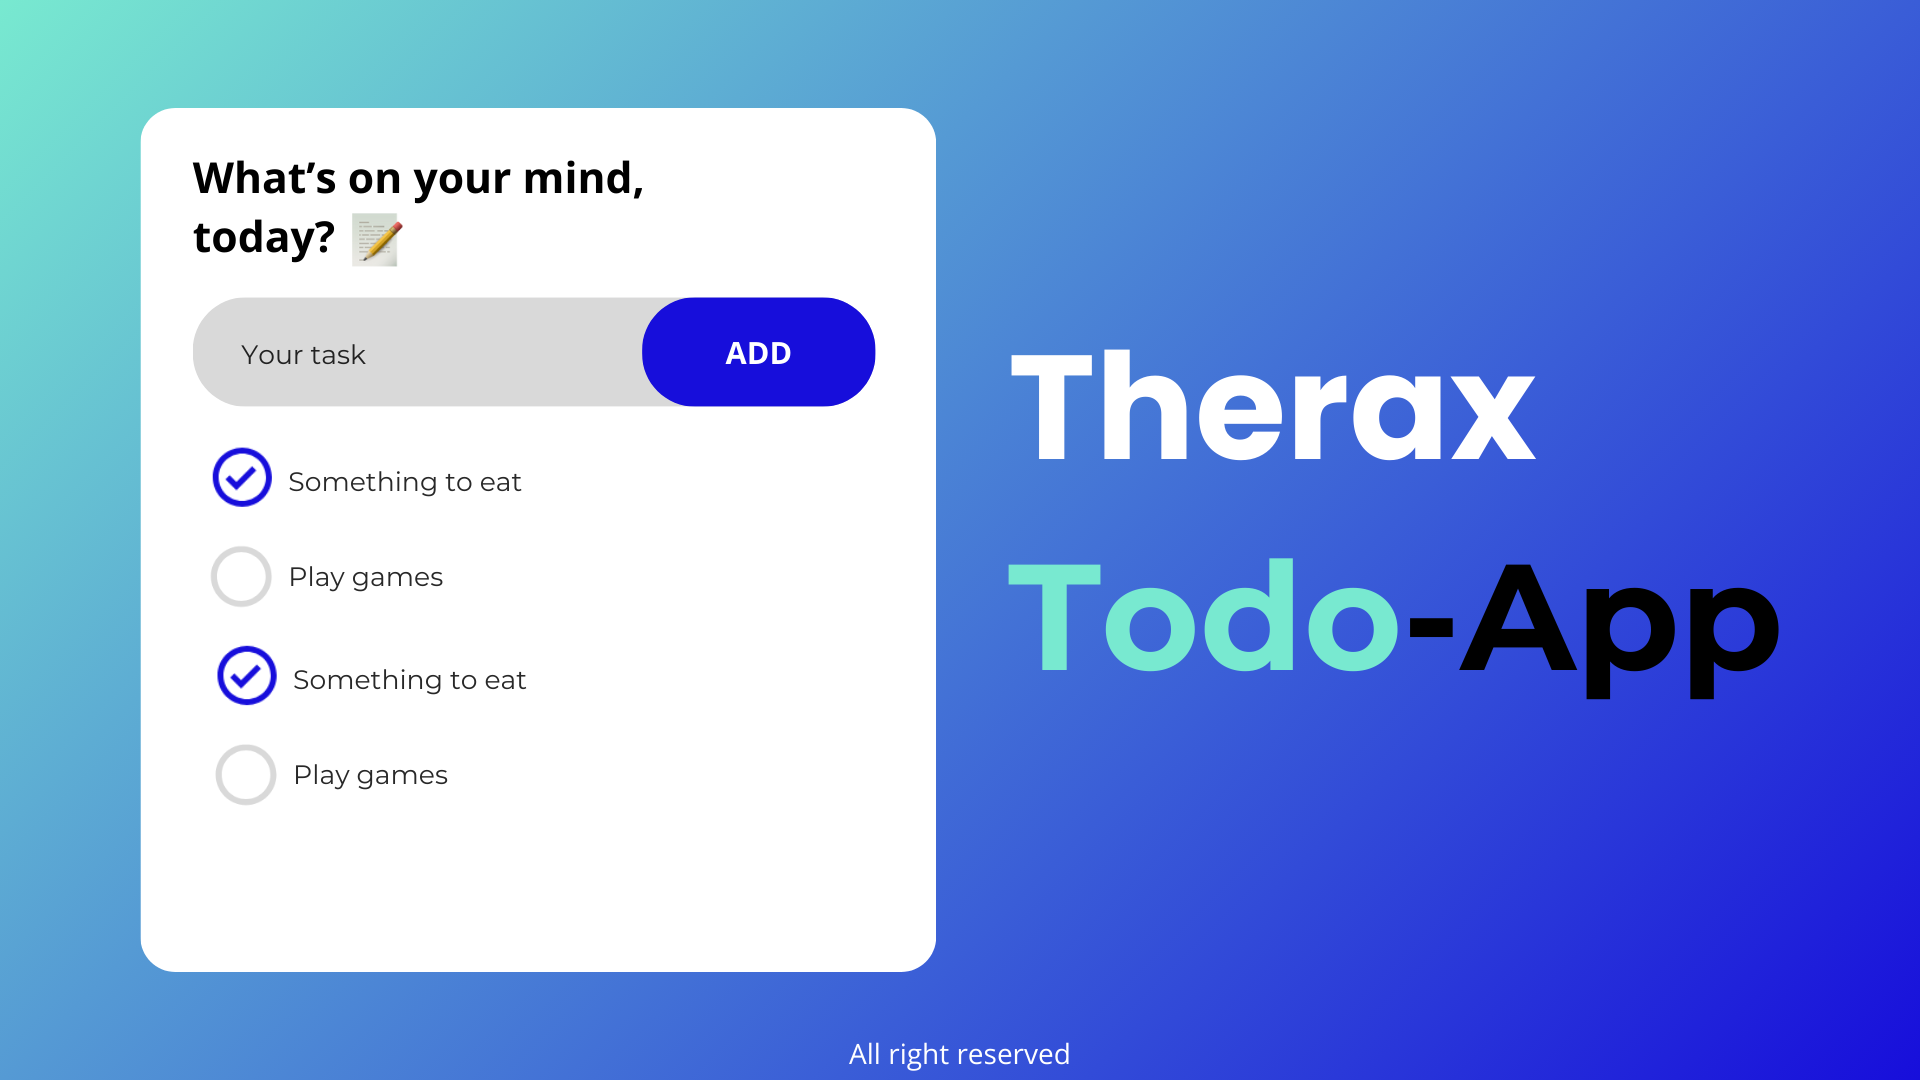 What’s on your mind,
today? 📝
Your task
ADD
Something to eat
Play games
Something to eat
Play games
Therax
Todo-App
All right reserved